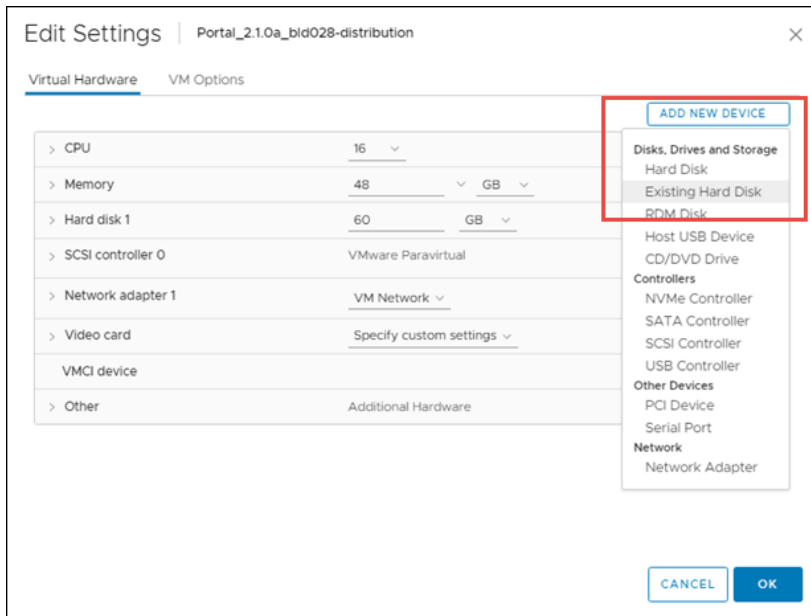 Edit Settings | Portal_2.1.0a_bld028-distribution
Virtual Hardware VM Options
ADD NEW DEVICE
CPU 16
Memory 48 GB
Hard disk 1 60 GB
SCSI controller 0 VMware Paravirtual
Network adapter 1 VM Network
Video card Specify custom settings
VMCI device
Other Additional Hardware
Disks, Drives and Storage
Hard Disk
Existing Hard Disk
RDM Disk
Host USB Device
CD/DVD Drive
Controllers
NVMe Controller
SATA Controller
SCSI Controller
USB Controller
Other Devices
PCI Device
Serial Port
Network
Network Adapter
CANCEL OK